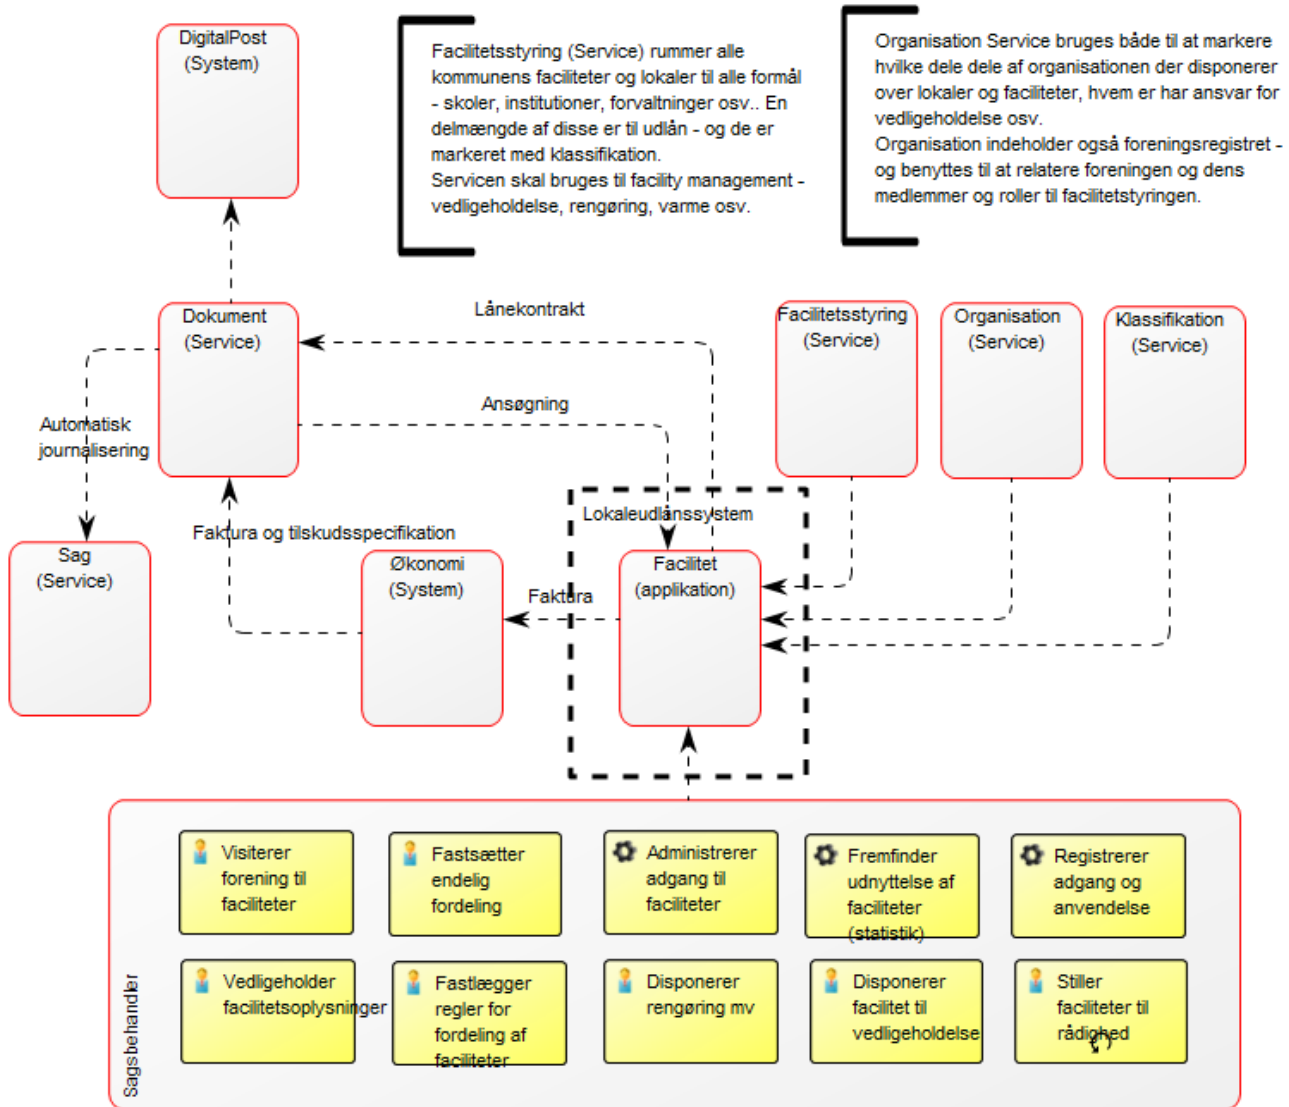 DigitalPost
(System)
Facilitetsstyring (Service) rummer alle
kommunens faciliteter og lokaler til alle formål
- skoler, institutioner, forvaltninger osv.. En
delmængde af disse er til udlån - og de er
markeret med klassifikation.
Servicen skal bruges til facility management -
vedligeholdelse, rengøring, varme osv.
Organisation Service bruges både til at markere
hvilke dele dele af organisationen der disponerer
over lokaler og faciliteter, hvem er har ansvar for
vedligeholdelse osv.
Organisation indeholder også foreningsregistret -
og benyttes til at relatere foreningen og dens
medlemmer og roller til facilitetstyringen.
Dokument
(Service)
Lånekontrakt
Facilitetsstyring
(Service)
Organisation
(Service)
Klassifikation
(Service)
Ansøgning
Automatisk
journalisering
Faktura og tilskudsspecifikation
Lokaleudlånssystem
Sag
(Service)
Økonomi
(System)
Faktura
Facilitet
(applikation)
Sagsbehandler
Visiterer
forening til
faciliteter
Fastsætter
endelig
fordeling
Administrerer
adgang til
faciliteter
Fremfinder
udnyttelse af
faciliteter
(statistik)
Registrerer
adgang og
anvendelse
Vedligeholder
facilitetsoplysninger
Fastlægger
regler for
fordeling af
faciliteter
Disponerer
rengøring mv
Disponerer
facilitet til
vedligeholdelse
Stiller
faciliteter til
rådighed